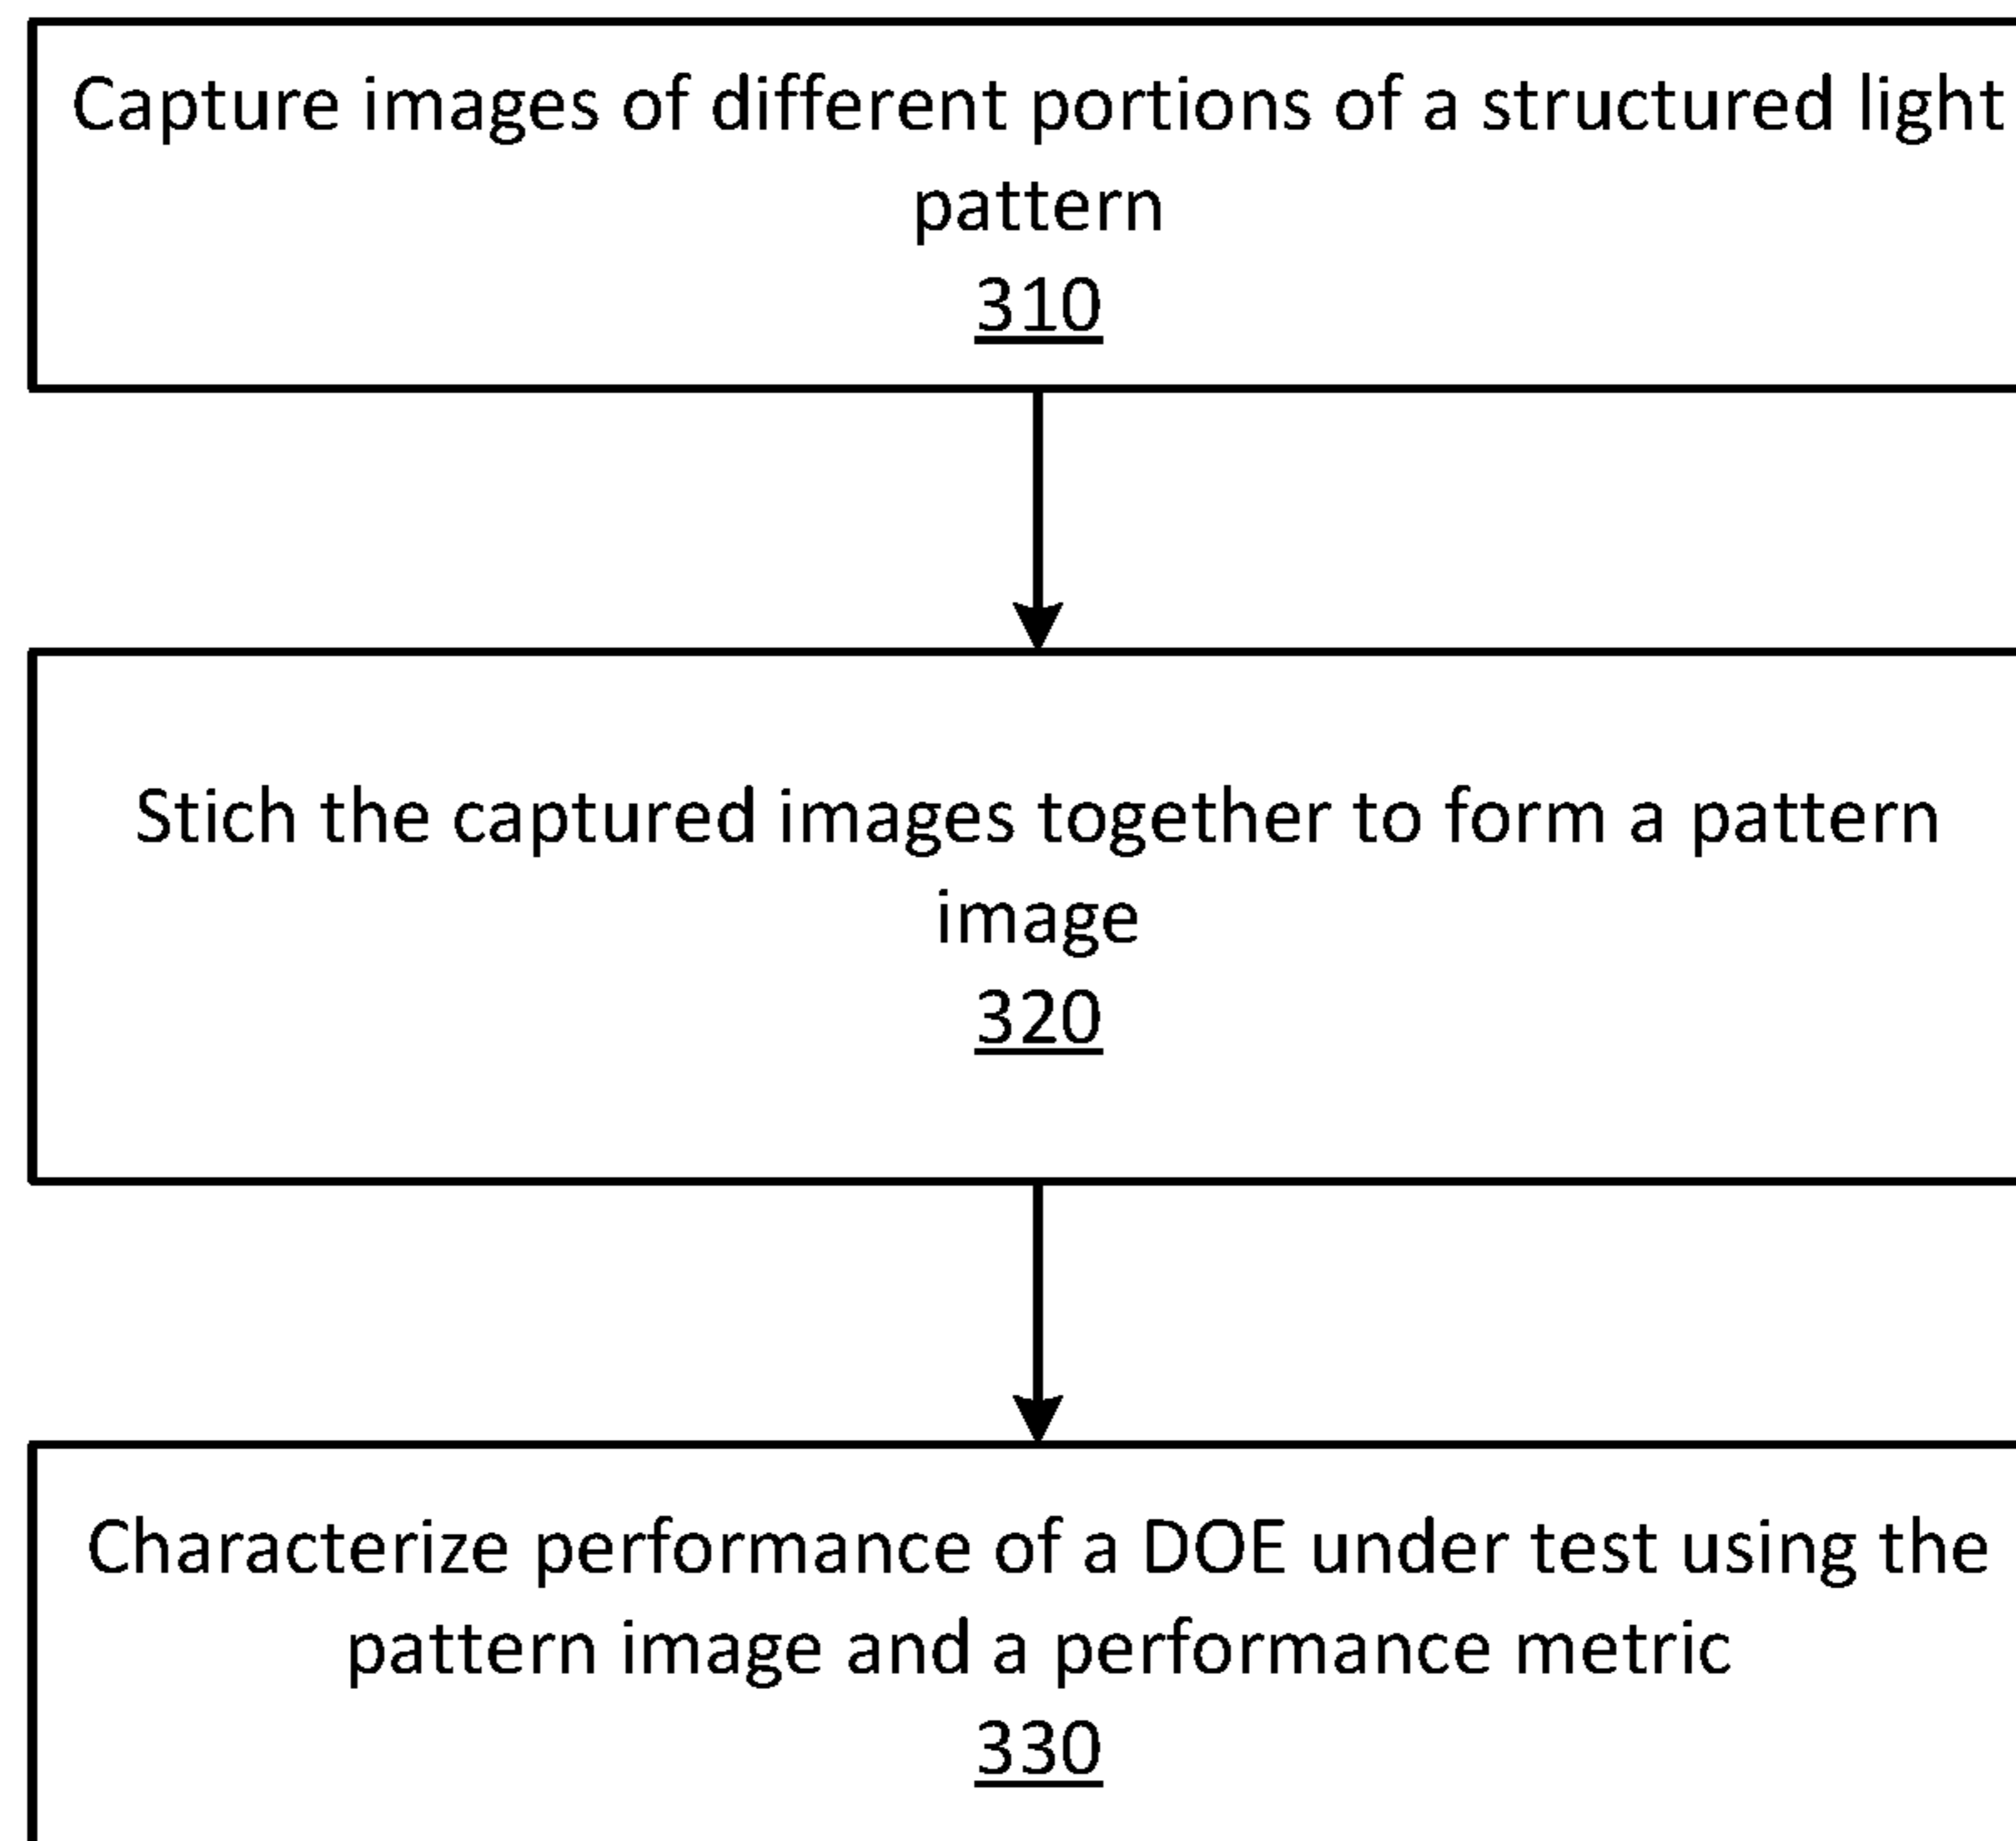 Capture images of different portions of a structured light
pattern
310
Stich the captured images together to form a pattern
image
320
Characterize performance of a DOE under test using the
pattern image and a performance metric
330